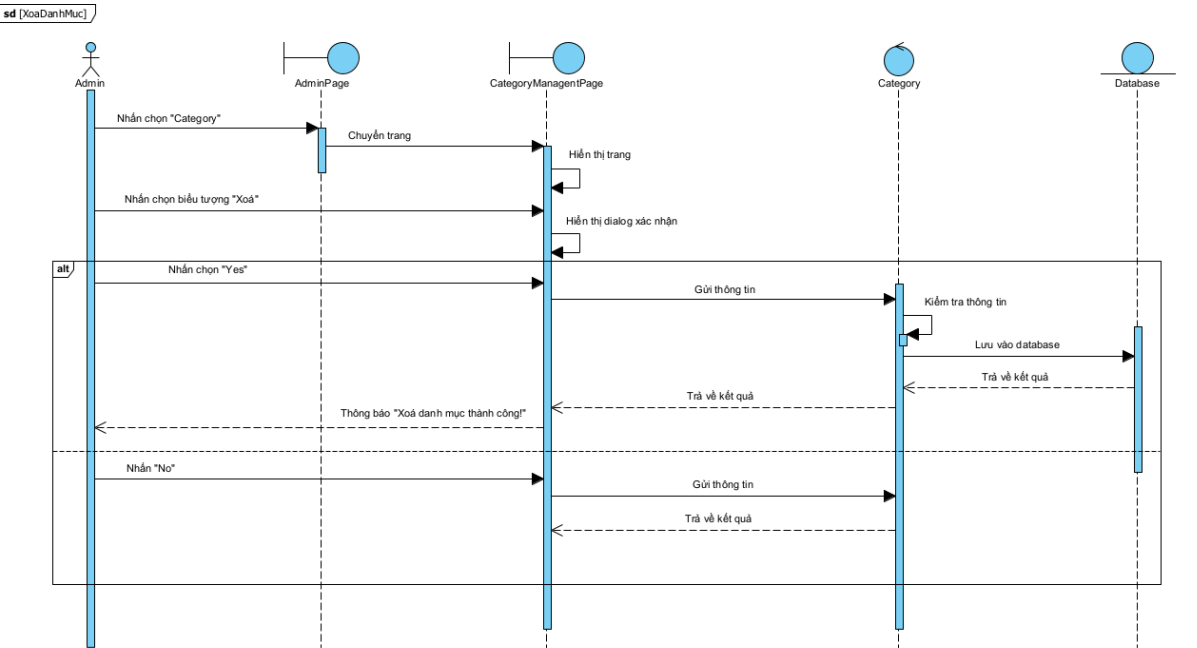 sd [XoaDanhMuc]
Admin
AdminPage
CategoryManagentPage
Category
Database
Nhấn chọn "Category"
Chuyển trang
Hiển thị trang
Nhấn chọn biểu tượng "Xoá"
Hiển thị dialog xác nhận
alt
Nhấn chọn "Yes"
Gửi thông tin
Kiểm tra thông tin
Lưu vào database
Trả về kết quả
Trả về kết quả
Thông báo "Xoá danh mục thành công!"
Nhấn "No"
Gửi thông tin
Trả về kết quả